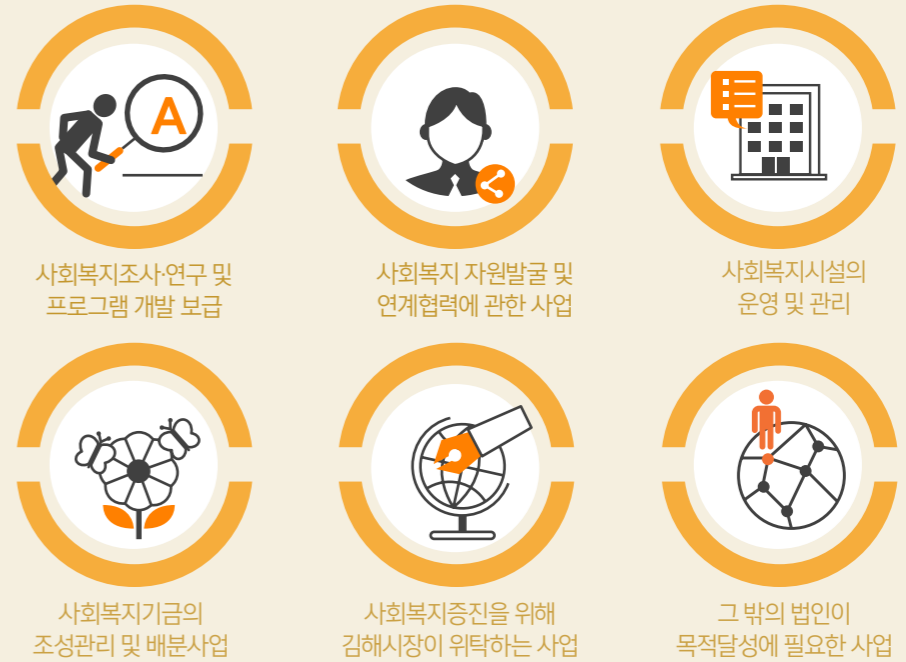 A
사회복지조사·연구 및
프로그램 개발 보급
사회복지 자원발굴 및
연계협력에 관한 사업
사회복지시설의
운영 및 관리
사회복지기금의
조성관리 및 배분사업
사회복지증진을 위해
김해시장이 위탁하는 사업
그 밖의 법인이
목적달성에 필요한 사업